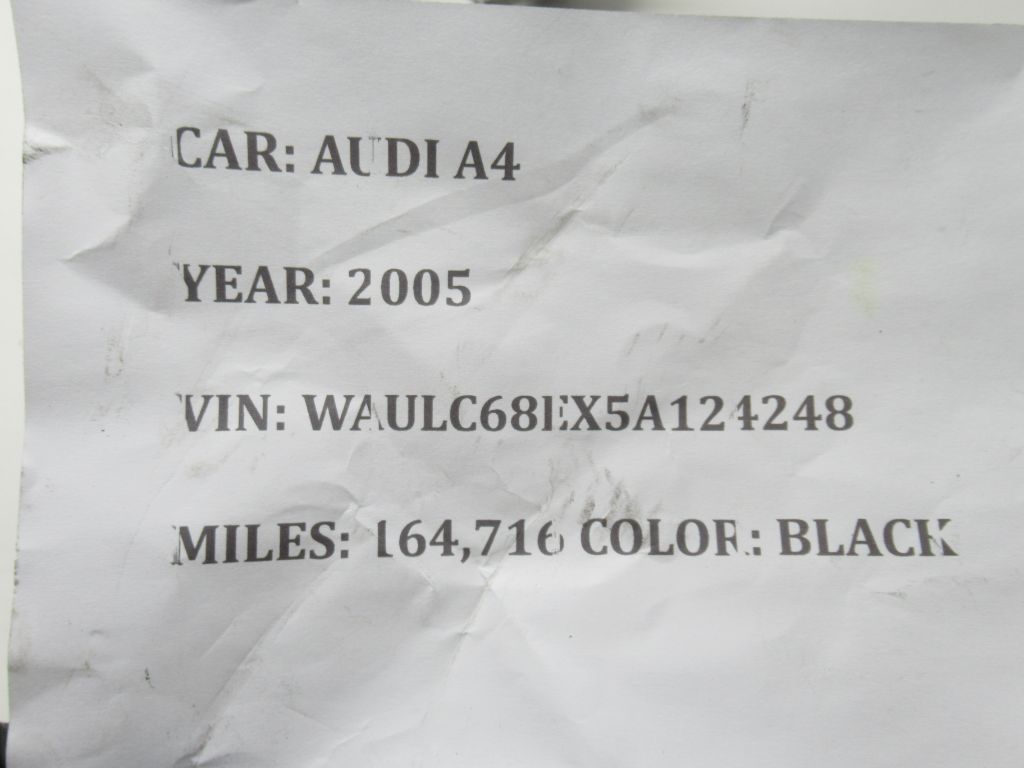 CAR: AUDI A4
YEAR: 2005
VIN: WAULC68EX5A124248
MILES: 164,716 COLOR: BLACK